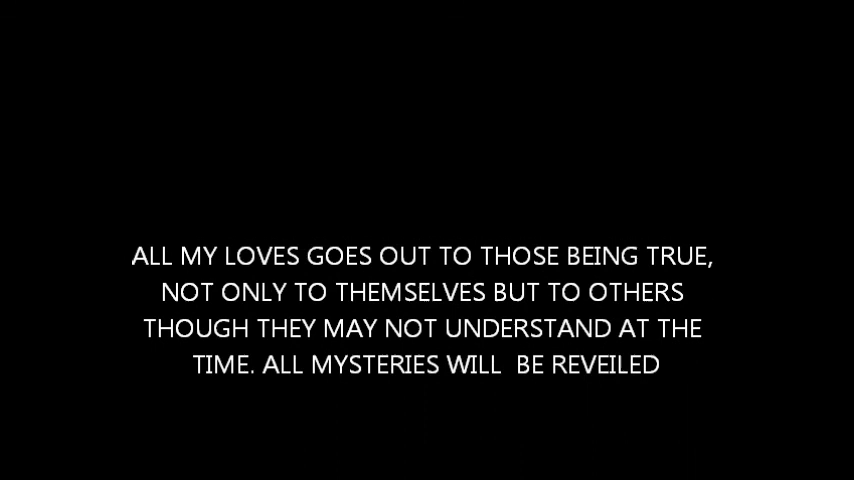 ALL MY LOVES GOES OUT TO THOSE BEING TRUE,
NOT ONLY TO THEMSELVES BUT TO OTHERS
THOUGH THEY MAY NOT UNDERSTAND AT THE
TIME. ALL MYSTERIES WILL  BE REVEILED